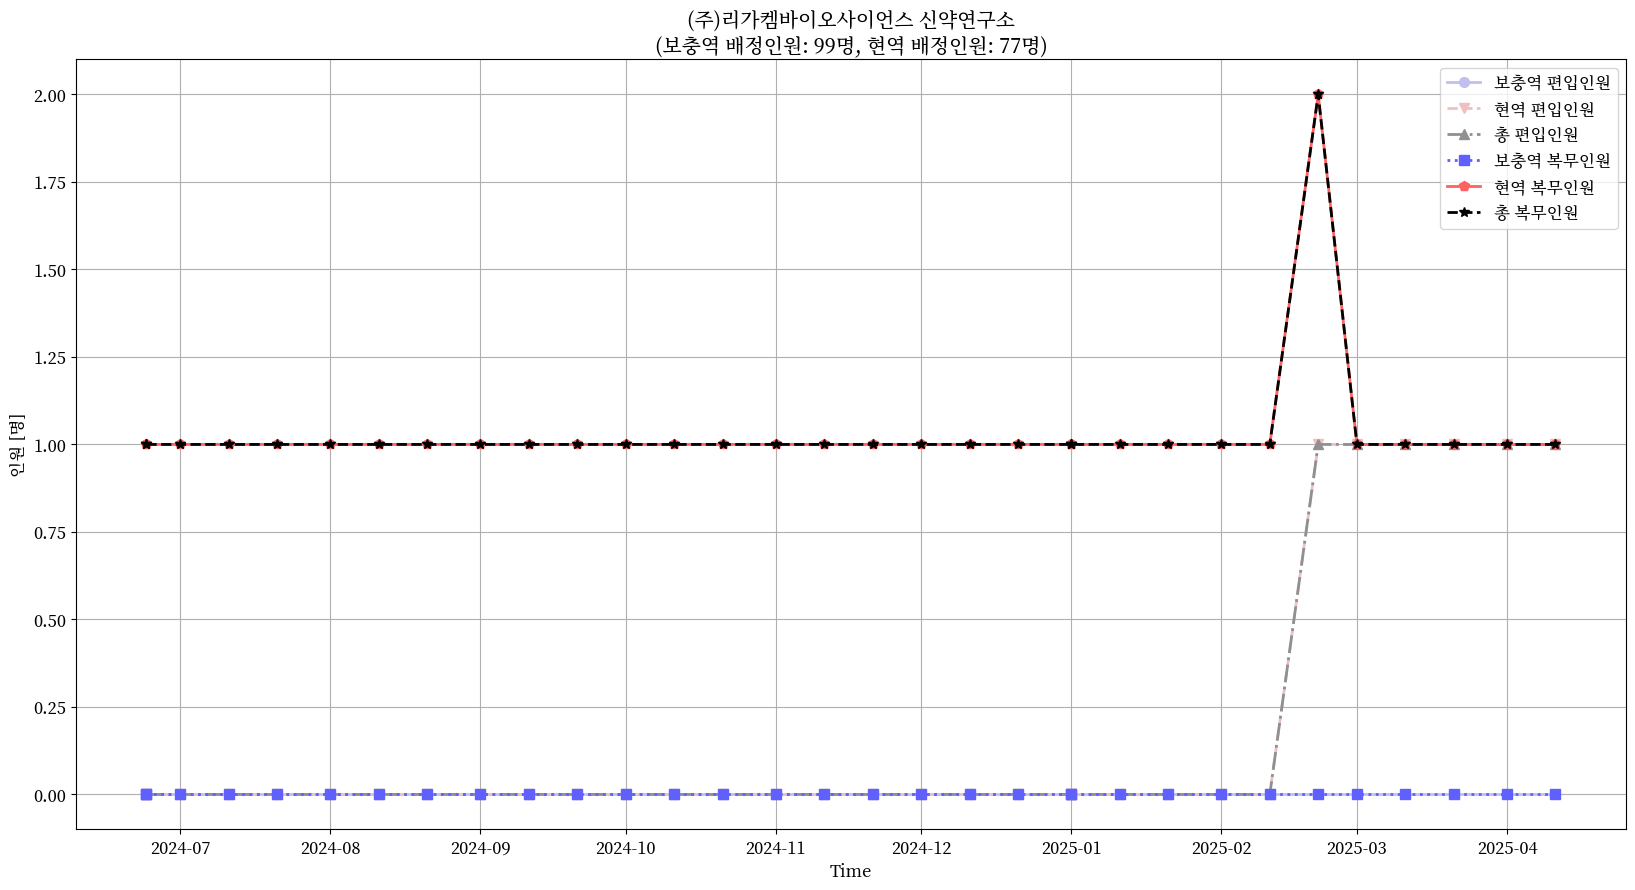 (주)리가켐바이오사이언스 신약연구소
(보충역 배정인원: 99명, 현역 배정인원: 77명)
보충역 편입인원
현역 편입인원
총 편입인원
보충역 복무인원
현역 복무인원
총 복무인원
인원 [명]
2.00
1.75
1.50
1.25
1.00
0.75
0.50
0.25
0.00
2024-07
2024-08
2024-09
2024-10
2024-11
2024-12
2025-01
2025-02
2025-03
2025-04
Time